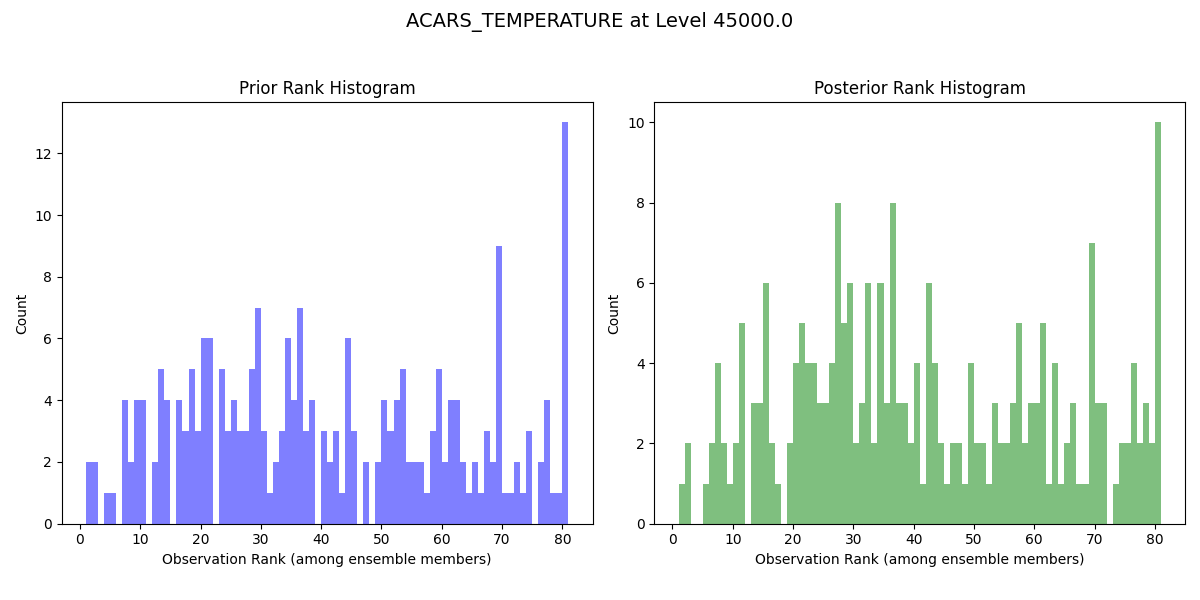 ACARS_TEMPERATURE at Level 45000.0
Prior Rank Histogram
Count
12
10
8
6
4
2
0
0 10 20 30 40 50 60 70 80
Observation Rank (among ensemble members)
Posterior Rank Histogram
Count
10
8
6
4
2
0
0 10 20 30 40 50 60 70 80
Observation Rank (among ensemble members)